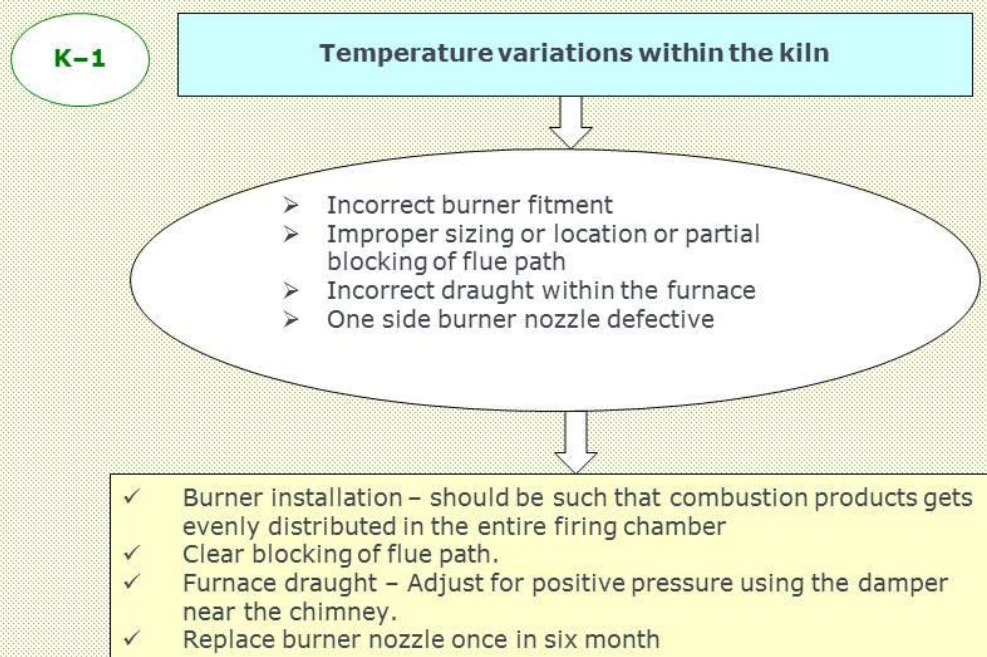 K–1
Temperature variations within the kiln
➢ Incorrect burner fitment
➢ Improper sizing or location or partial
blocking of flue path
➢ Incorrect draught within the furnace
➢ One side burner nozzle defective
✓ Burner installation – should be such that combustion products gets
evenly distributed in the entire firing chamber
✓ Clear blocking of flue path.
✓ Furnace draught – Adjust for positive pressure using the damper
near the chimney.
✓ Replace burner nozzle once in six month